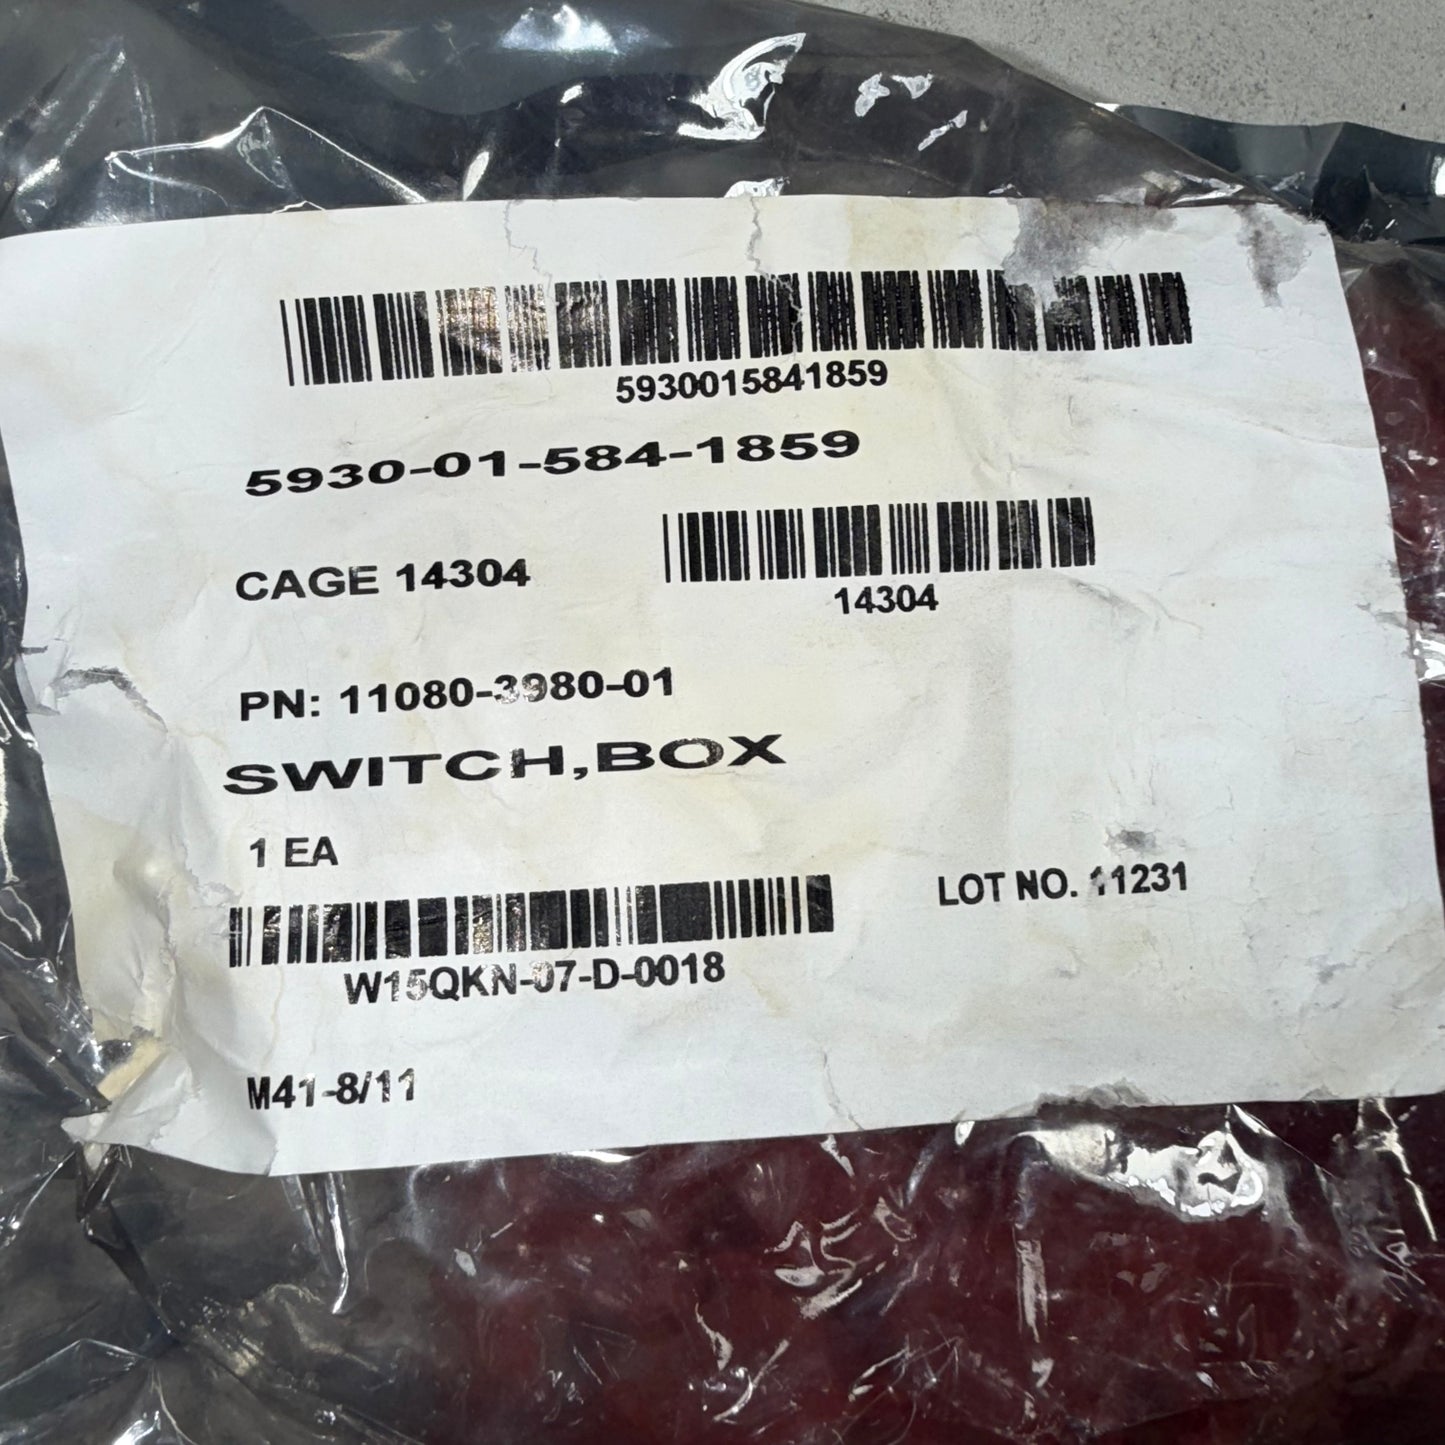 5930015841859
5930-01-584-1859
CAGE 14304
14304
PN: 11080-3980-01
SWITCH,BOX
1 EA
LOT NO. 11231
W15QKN-07-D-0018
M41-8/11